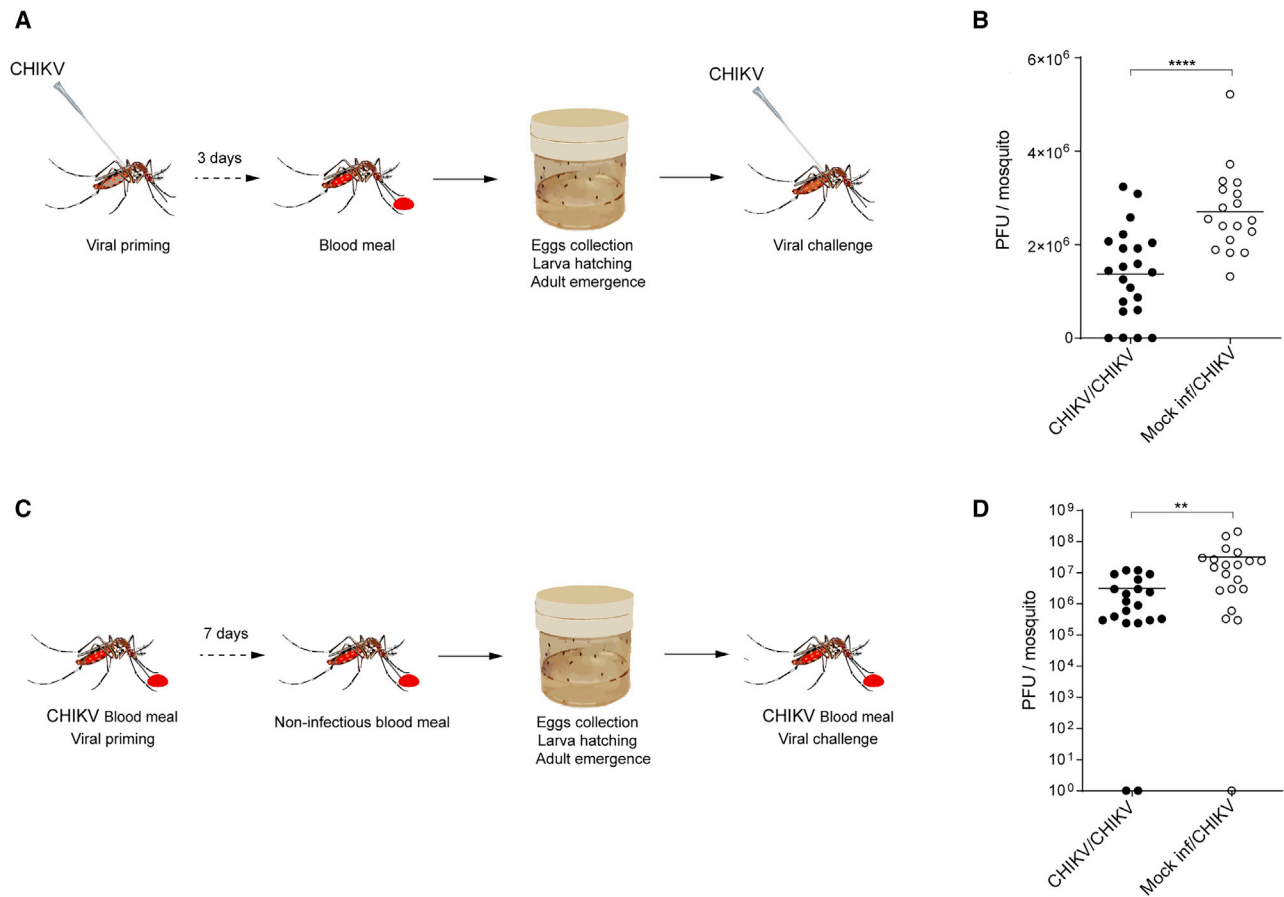 A
CHIKV
3 days
CHIKV
Viral priming
Blood meal
Eggs collection
Larva hatching
Adult emergence
Viral challenge
B
PFU / mosquito
6×10⁶
4×10⁶
2×10⁶
0
****
CHIKV/CHIKV
Mock inf/CHIKV
C
7 days
CHIKV Blood meal
Viral priming
Non-infectious blood meal
Eggs collection
Larva hatching
Adult emergence
CHIKV Blood meal
Viral challenge
D
PFU / mosquito
10⁹
10⁸
10⁷
10⁶
10⁵
10⁴
10³
10²
10¹
10⁰
**
CHIKV/CHIKV
Mock inf/CHIKV